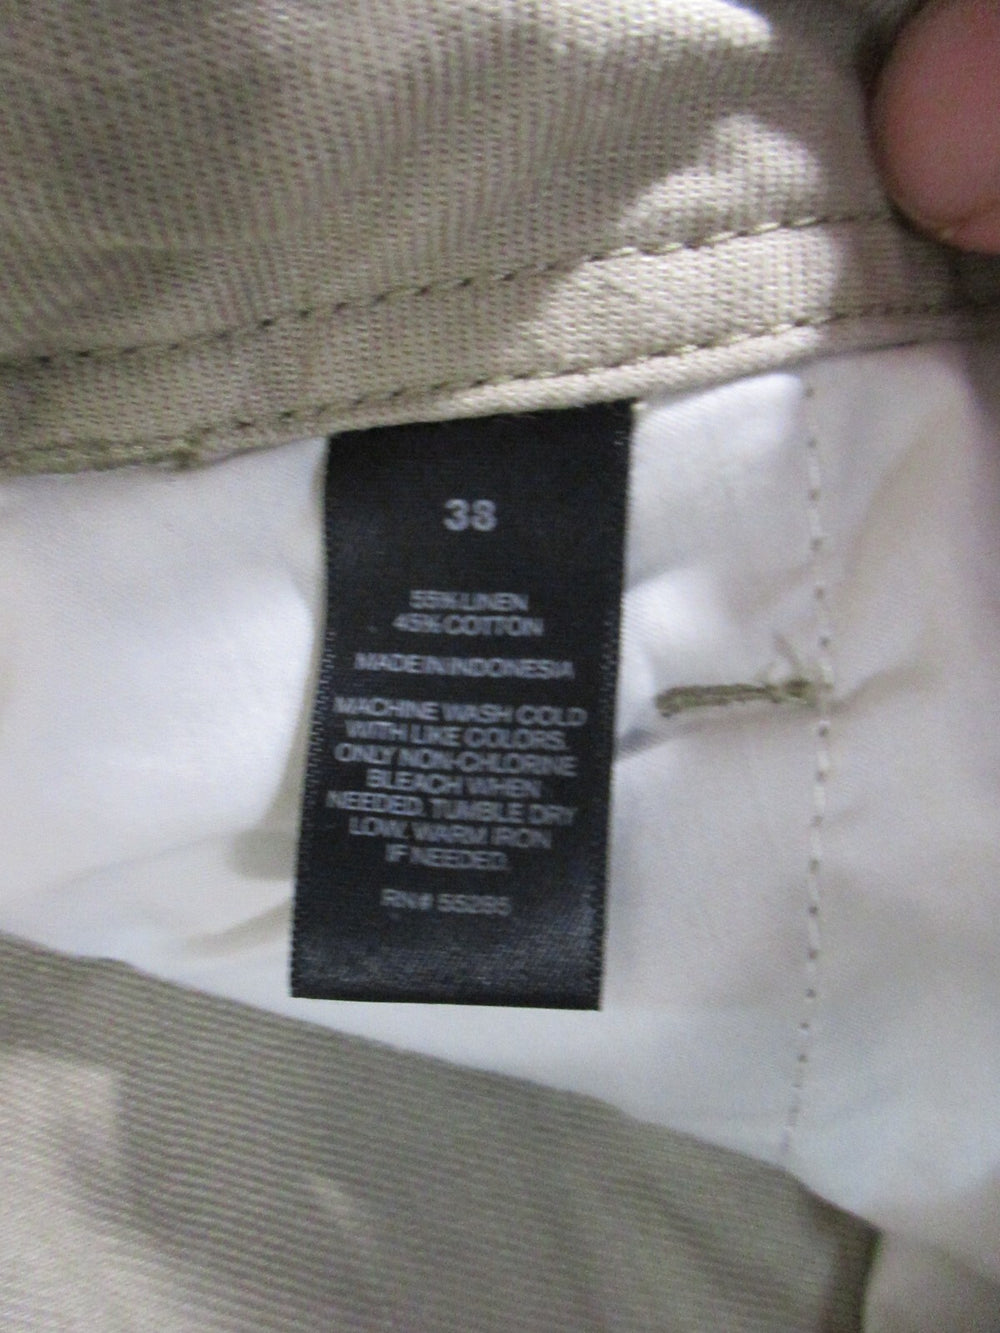 38
55% LINEN
45% COTTON
MADE IN INDONESIA
MACHINE WASH COLD
WITH LIKE COLORS.
ONLY NON-CHLORINE
BLEACH WHEN
NEEDED. TUMBLE DRY
LOW. WARM IRON
IF NEEDED.
RN#